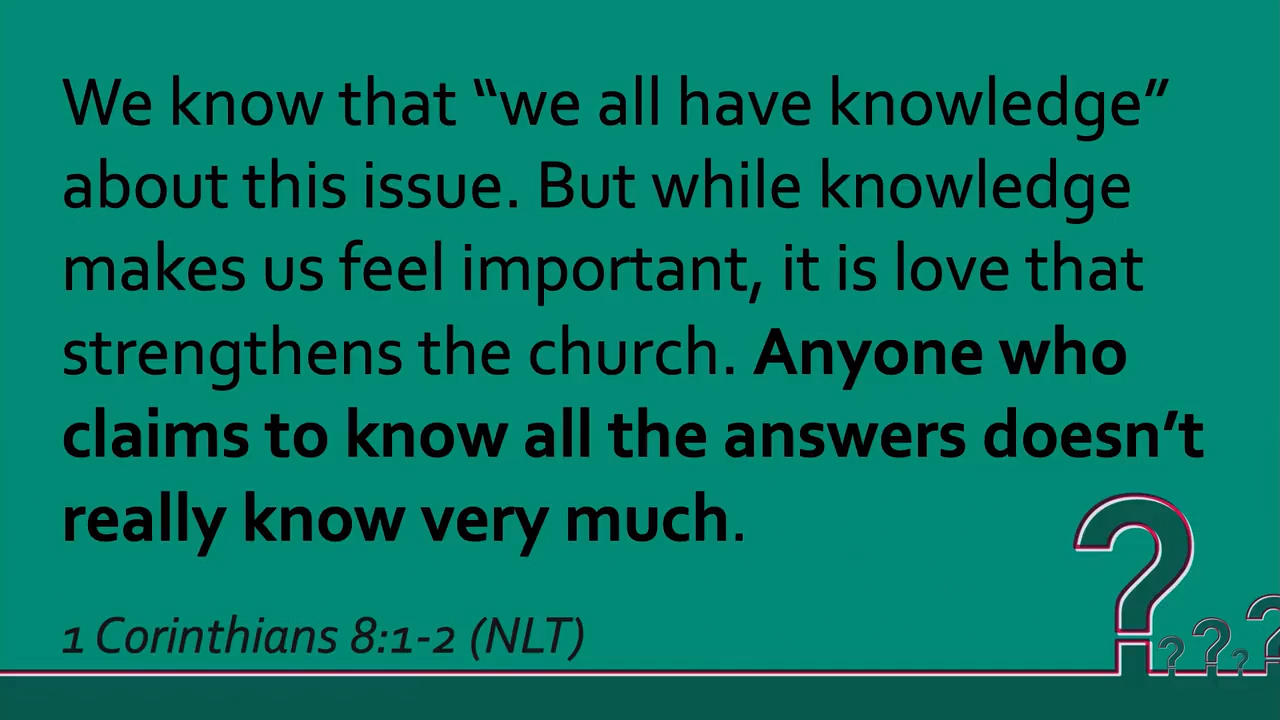 We know that “we all have knowledge”
about this issue. But while knowledge
makes us feel important, it is love that
strengthens the church. Anyone who
claims to know all the answers doesn’t
really know very much.
1 Corinthians 8:1-2 (NLT)
?
? ? ? ?